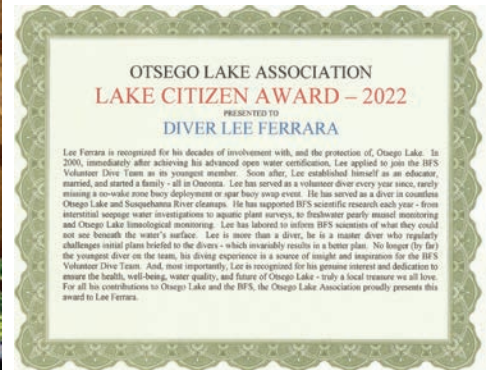 OTSEGO LAKE ASSOCIATION
LAKE CITIZEN AWARD – 2022
PRESENTED TO
DIVER LEE FERRARA
Lee Ferrara is recognized for his decades of involvement with, and the protection of, Otsego Lake. In
2000, immediately after achieving his advanced open water certification, Lee applied to join the BFS
Volunteer Dive Team as its youngest member. Soon after, Lee established himself as an educator,
married, and started a family - all in Oneonta. Lee has served as a volunteer diver every year since, rarely
missing a no-wake zone buoy deployment or spar buoy swap event. He has served as a diver in countless
Otsego Lake and Susquehanna River cleanups. He has supported BFS scientific research each year - from
interstitial seepage water investigations to aquatic plant surveys, to freshwater pearly mussel monitoring
and Otsego Lake limnological monitoring. Lee has labored to inform BFS scientists of what they could
not see beneath the water's surface. Lee is more than a diver, he is a master diver who regularly
challenges initial plans briefed to the divers - which invariably results in a better plan. No longer (by far)
the youngest diver on the team, his diving experience is a source of insight and inspiration for the BFS
Volunteer Dive Team. And, most importantly, Lee is recognized for his genuine interest and dedication to
ensure the health, well-being, water quality, and future of Otsego Lake - truly a local treasure we all love.
For all his contributions to Otsego Lake and the BFS, the Otsego Lake Association proudly presents this
award to Lee Ferrara.